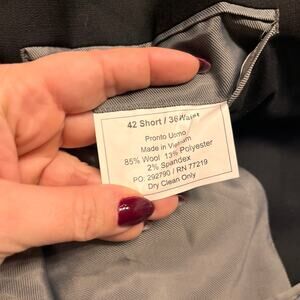 42 Short / 36 Waist
Pronto Uomo
Made in Vietnam
85% Wool 13% Polyester
2% Spandex
PO: 292790 / RN 77219
Dry Clean Only